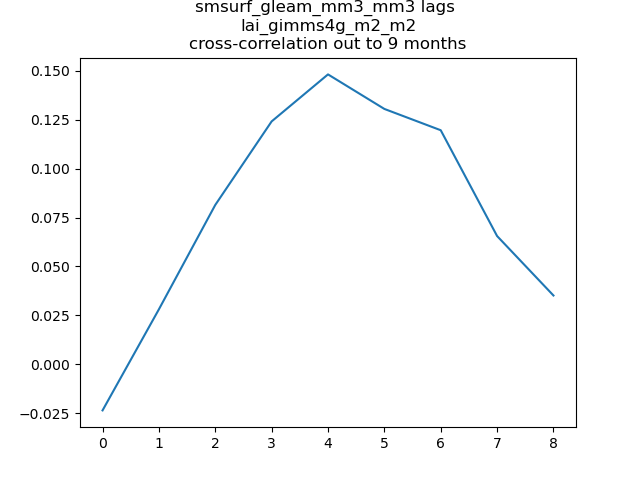 smsurf_gleam_mm3_mm3 lags
lai_gimms4g_m2_m2
cross-correlation out to 9 months
0.150
0.125
0.100
0.075
0.050
0.025
0.000
−0.025
0 1 2 3 4 5 6 7 8